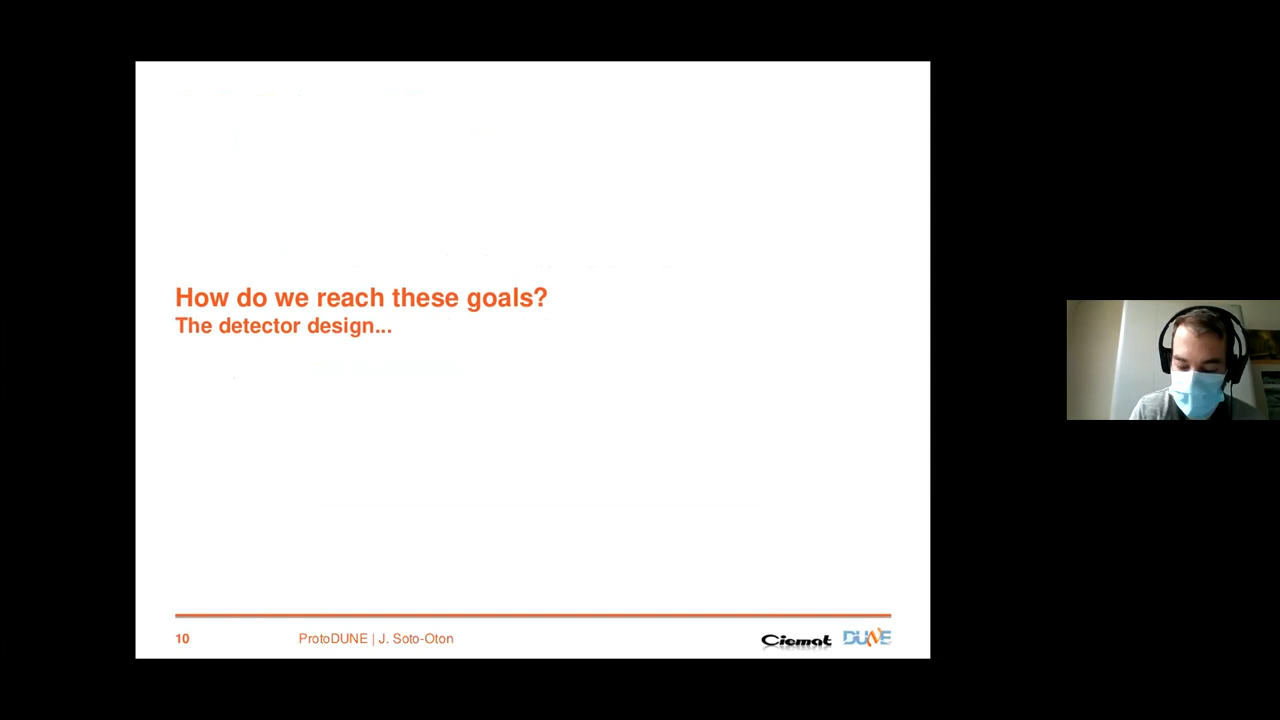 How do we reach these goals?
The detector design...
10 ProtoDUNE | J. Soto-Oton Ciemat DUNE